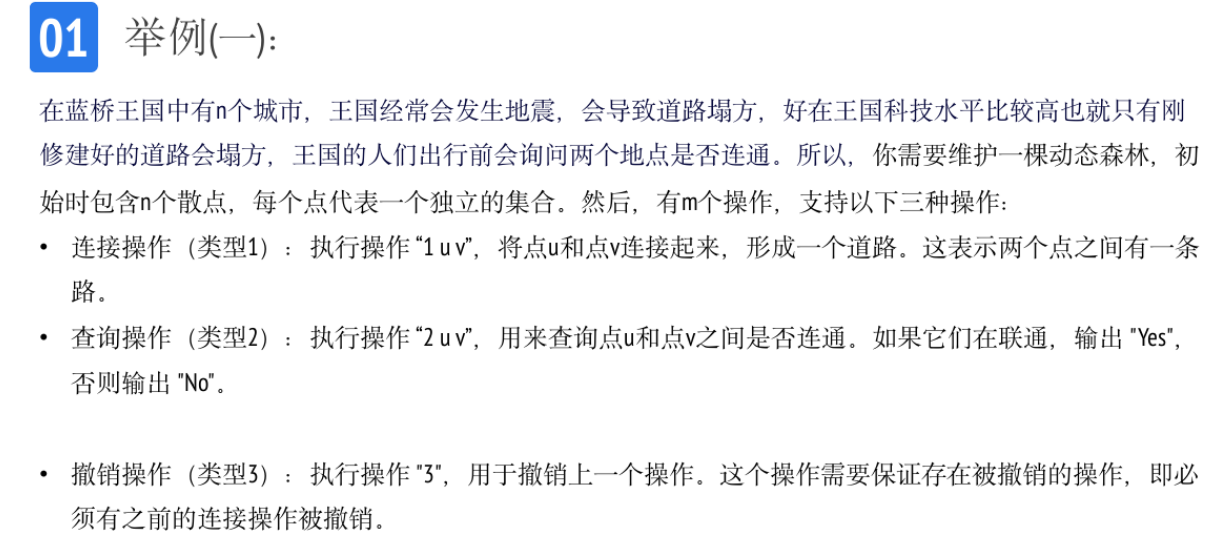 01 举例(一):
在蓝桥王国中有n个城市，王国经常会发生地震，会导致道路塌方，好在王国科技水平比较高也就只有刚
修建好的道路会塌方，王国的人们出行前会询问两个地点是否连通。所以，你需要维护一棵动态森林，初
始时包含n个散点，每个点代表一个独立的集合。然后，有m个操作，支持以下三种操作：
• 连接操作（类型1）：执行操作 “1 u v”，将点u和点v连接起来，形成一个道路。这表示两个点之间有一条
路。
• 查询操作（类型2）：执行操作 “2 u v”，用来查询点u和点v之间是否连通。如果它们在联通，输出 "Yes"，
否则输出 "No"。
• 撤销操作（类型3）：执行操作 "3"，用于撤销上一个操作。这个操作需要保证存在被撤销的操作，即必
须有之前的连接操作被撤销。